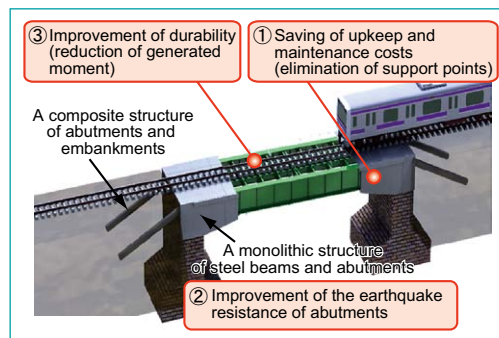 ③ Improvement of durability
(reduction of generated
moment)
① Saving of upkeep and
maintenance costs
(elimination of support points)
A composite structure
of abutments and
embankments
A monolithic structure
of steel beams and abutments
② Improvement of the earthquake
resistance of abutments